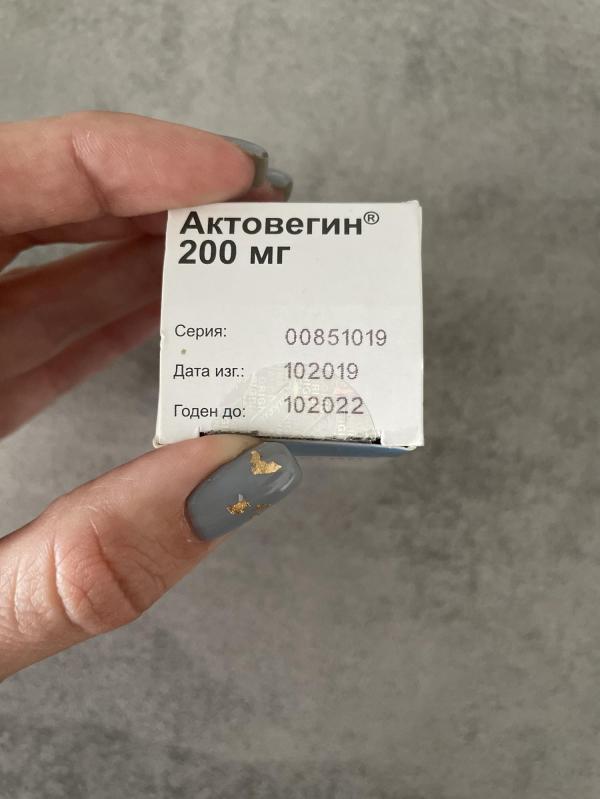 Актовегин®
200 мг
Серия: 00851019
Дата изг.: 102019
Годен до: 102022